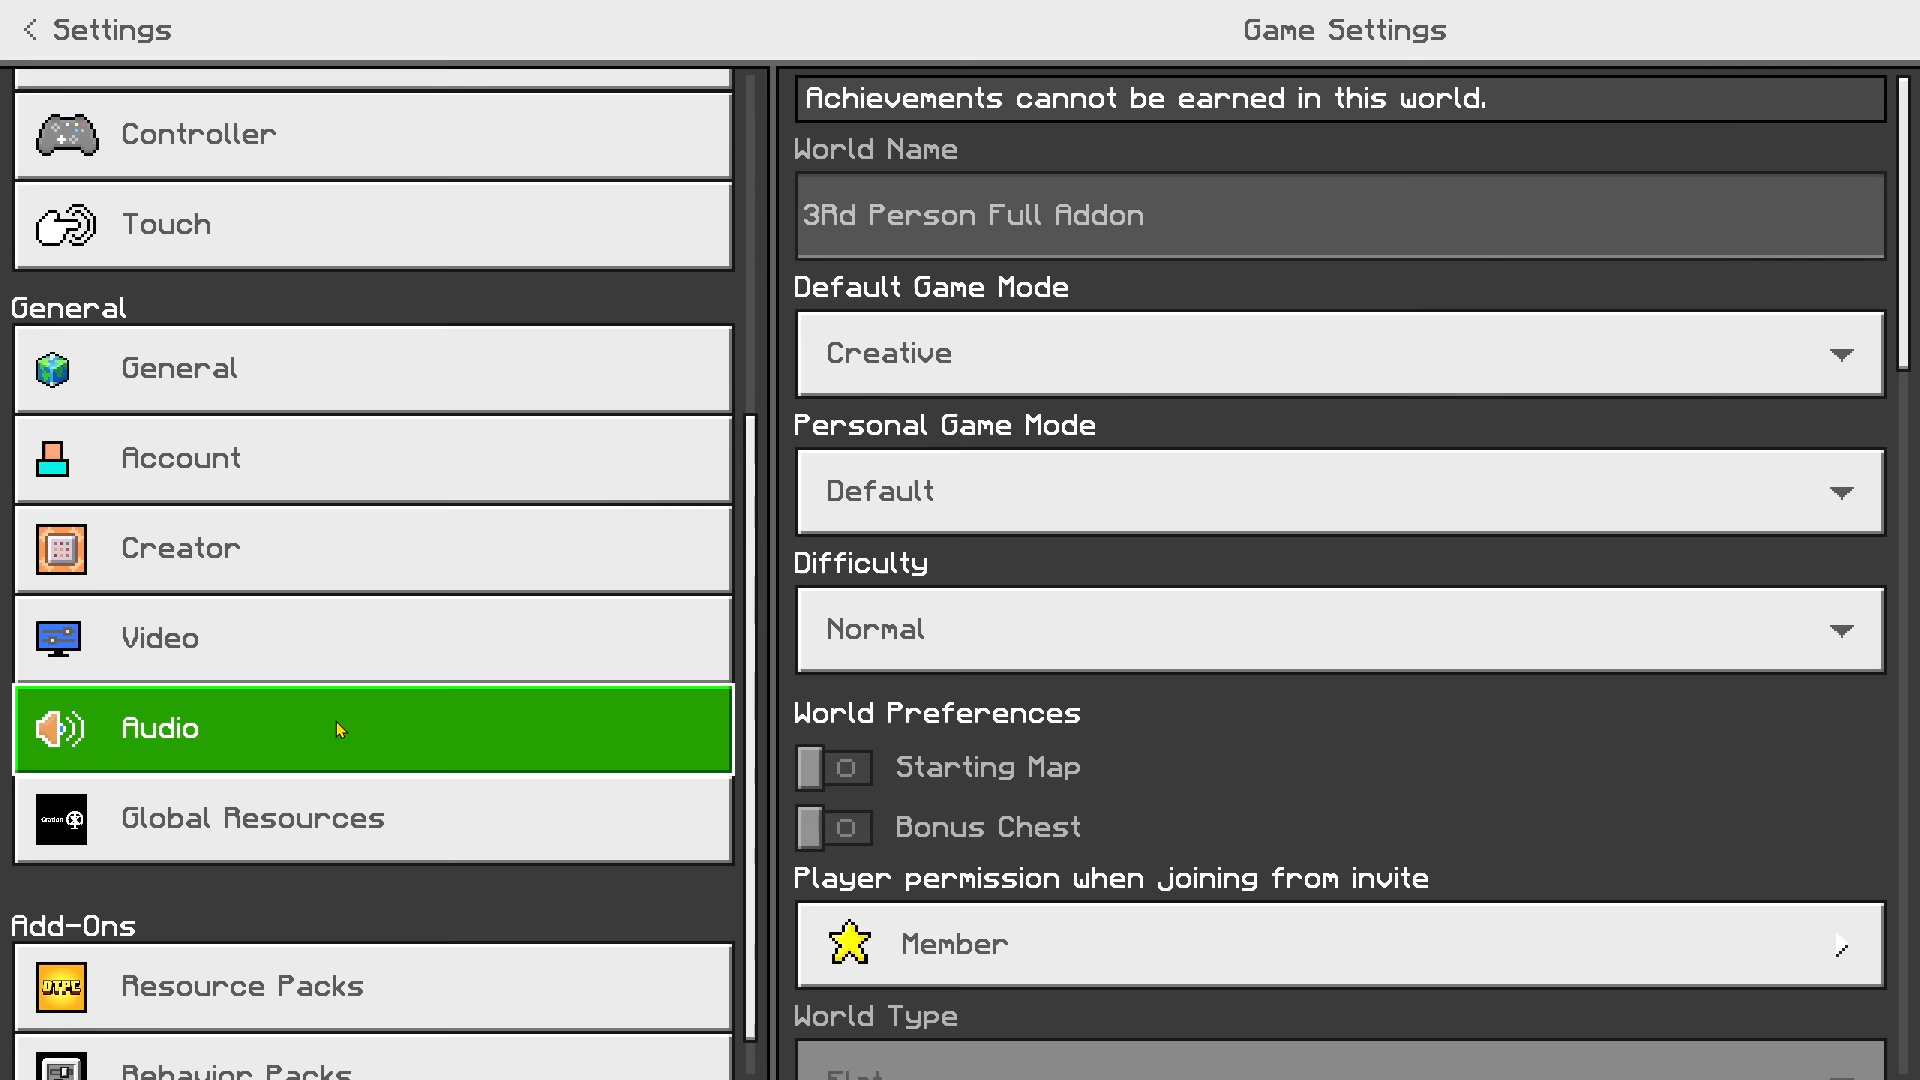 Settings
Game Settings
Controller
Touch
General
General
Account
Creator
Video
Audio
Global Resources
Add-Ons
Resource Packs
Behavior Packs
Achievements cannot be earned in this world.
World Name
3Rd Person Full Addon
Default Game Mode
Creative
Personal Game Mode
Default
Difficulty
Normal
World Preferences
Starting Map
Bonus Chest
Player permission when joining from invite
Member
World Type
Flat